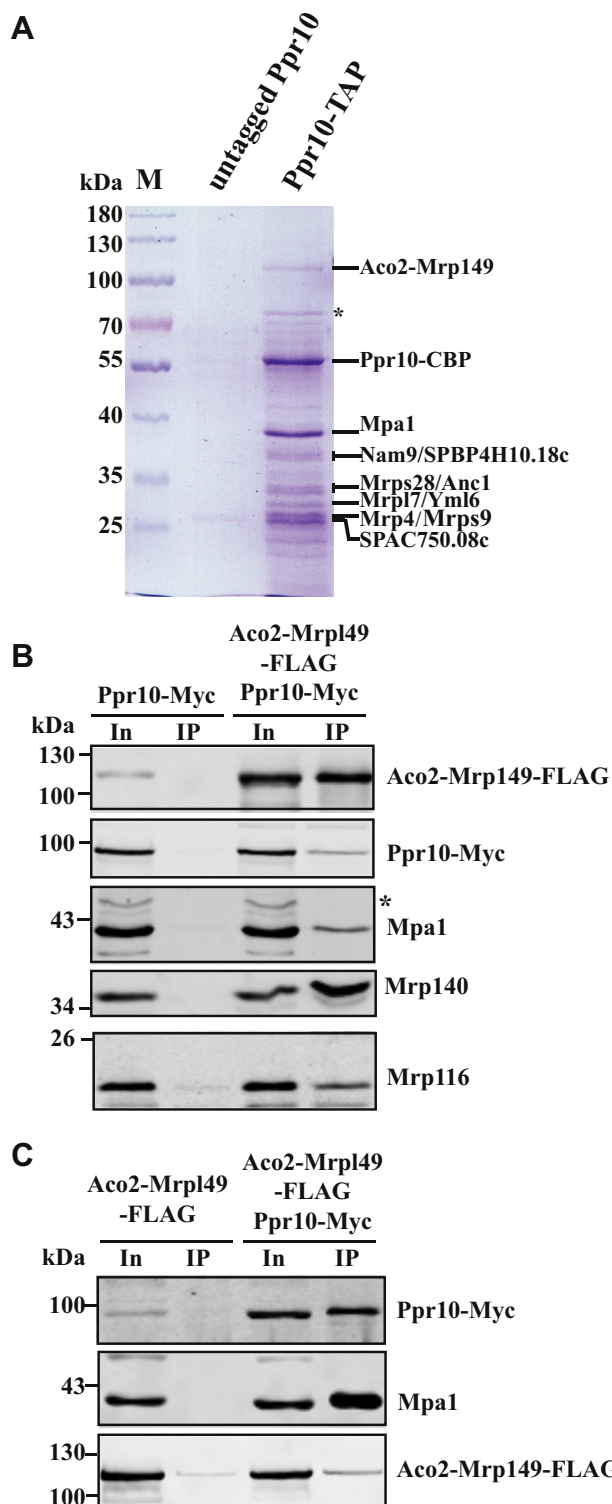 A
untagged Ppr10
Ppr10-TAP
kDa M
180
130
100
70
55
40
35
25
Aco2-Mrp149
*
Ppr10-CBP
Mpa1
Nam9/SPBP4H10.18c
Mrps28/Anc1
Mrpl7/Yml6
Mrp4/Mrps9
SPAC750.08c
B
Ppr10-Myc
Aco2-Mrpl49
-FLAG
Ppr10-Myc
kDa
In IP In IP
130
100
Aco2-Mrp149-FLAG
100
Ppr10-Myc
*
43
Mpa1
34
Mrp140
26
Mrp116
C
Aco2-Mrpl49
-FLAG
Aco2-Mrpl49
-FLAG
Ppr10-Myc
kDa
In IP In IP
100
Ppr10-Myc
43
Mpa1
130
100
Aco2-Mrp149-FLAG